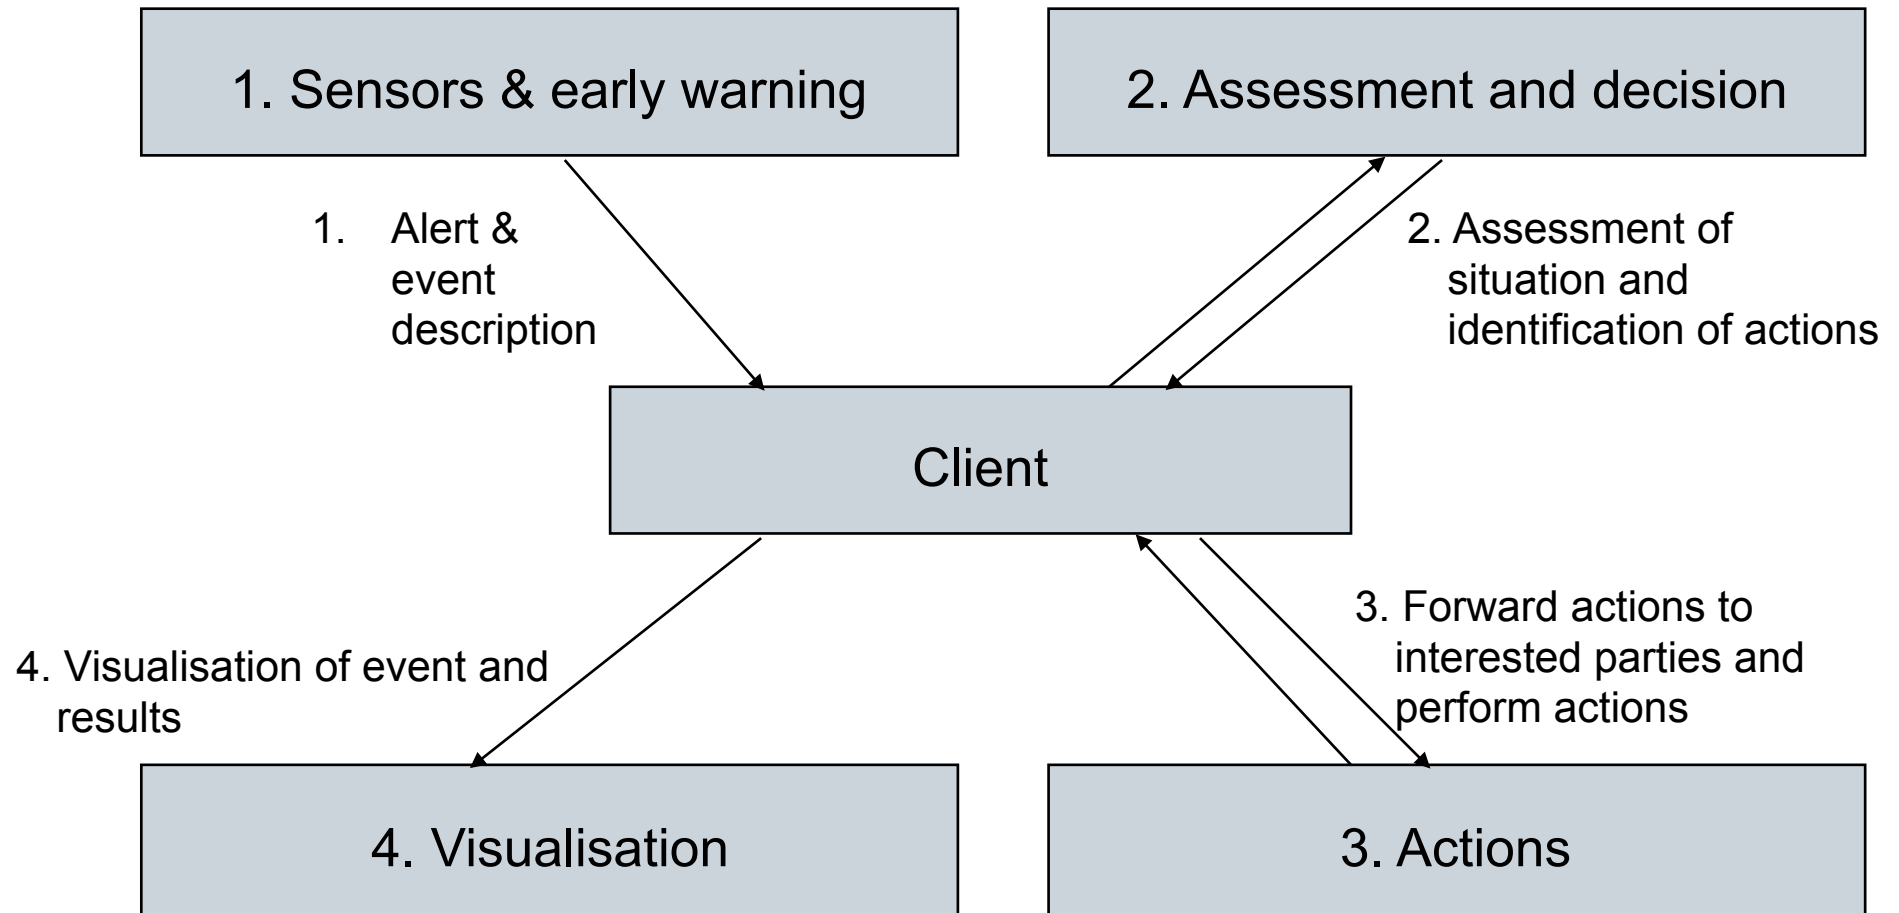 1. Sensors & early warning
2. Assessment and decision
1. Alert &
event
description
2. Assessment of
situation and
identification of actions
Client
3. Forward actions to
interested parties and
perform actions
4. Visualisation of event and
results
4. Visualisation
3. Actions